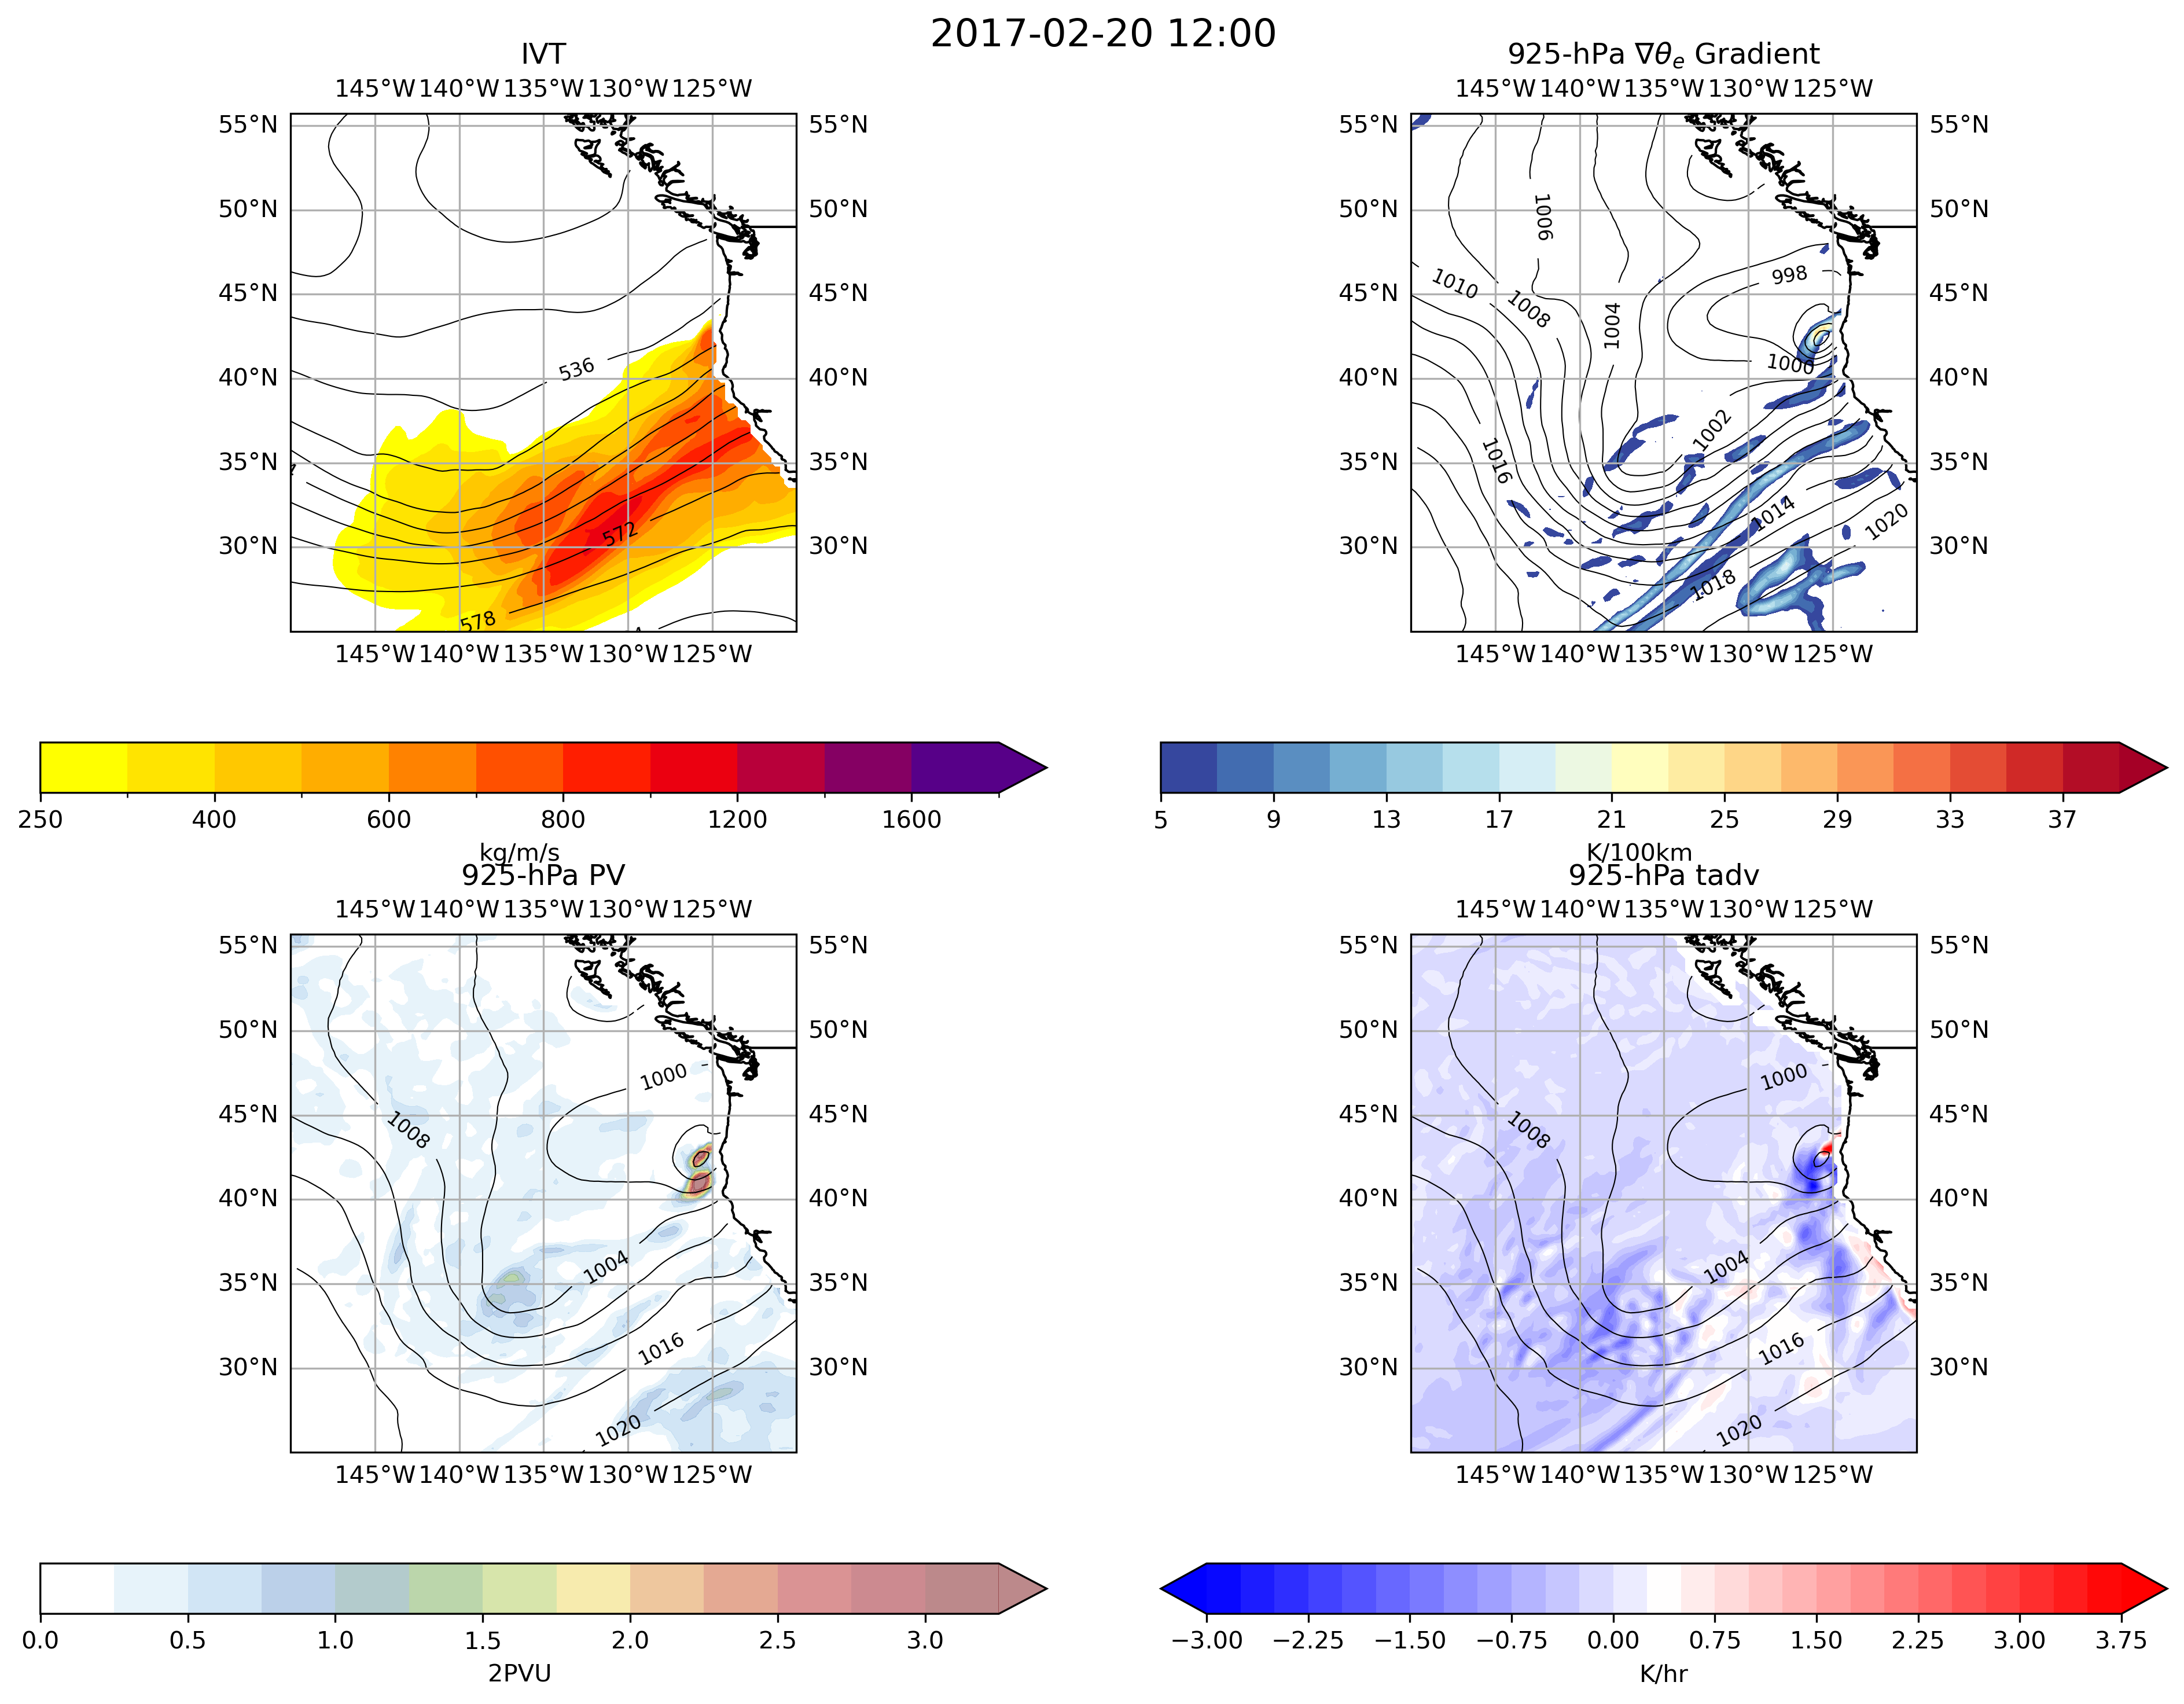 2017-02-20 12:00
IVT
145°W 140°W 135°W 130°W 125°W
55°N 55°N
50°N 50°N
45°N 45°N
536
40°N 40°N
35°N 35°N
572
30°N 30°N
578
145°W 140°W 135°W 130°W 125°W
250 400 600 800 1200 1600
kg/m/s
925-hPa ∇θe Gradient
145°W 140°W 135°W 130°W 125°W
55°N 55°N
50°N 50°N
1006
998
1010
45°N 45°N
1008
1004
1000
40°N 40°N
1002
1016
35°N 35°N
1014
1020
30°N 30°N
1018
145°W 140°W 135°W 130°W 125°W
5 9 13 17 21 25 29 33 37
K/100km
925-hPa PV
145°W 140°W 135°W 130°W 125°W
55°N 55°N
50°N 50°N
1000
45°N 45°N
1008
40°N 40°N
1004
35°N 35°N
1016
30°N 30°N
1020
145°W 140°W 135°W 130°W 125°W
0.0 0.5 1.0 1.5 2.0 2.5 3.0
2PVU
925-hPa tadv
145°W 140°W 135°W 130°W 125°W
55°N 55°N
50°N 50°N
1000
45°N 45°N
1008
40°N 40°N
1004
35°N 35°N
1016
30°N 30°N
1020
145°W 140°W 135°W 130°W 125°W
−3.00 −2.25 −1.50 −0.75 0.00 0.75 1.50 2.25 3.00 3.75
K/hr